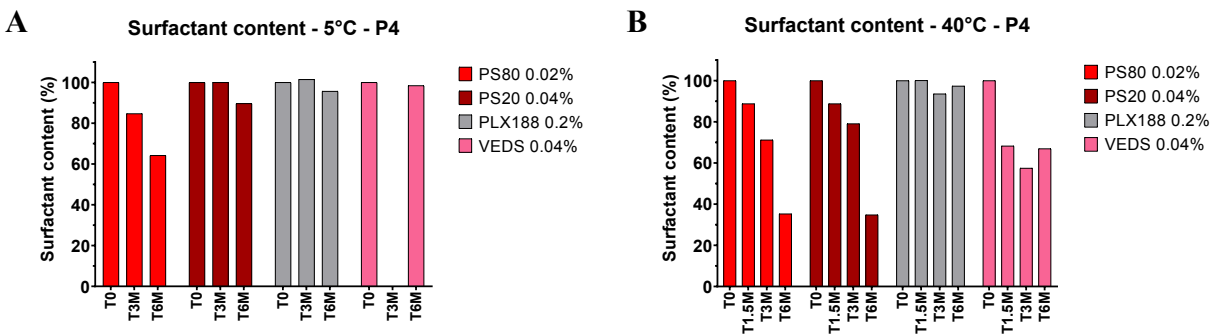 A
Surfactant content - 5°C - P4
Surfactant content (%)
100
80
60
40
20
0
T0 T3M T6M T0 T3M T6M T0 T3M T6M T0 T3M T6M
PS80 0.02%
PS20 0.04%
PLX188 0.2%
VEDS 0.04%
B
Surfactant content - 40°C - P4
Surfactant content (%)
100
80
60
40
20
0
T0 T1.5M T3M T6M T0 T1.5M T3M T6M T0 T1.5M T3M T6M T0 T1.5M T3M T6M
PS80 0.02%
PS20 0.04%
PLX188 0.2%
VEDS 0.04%